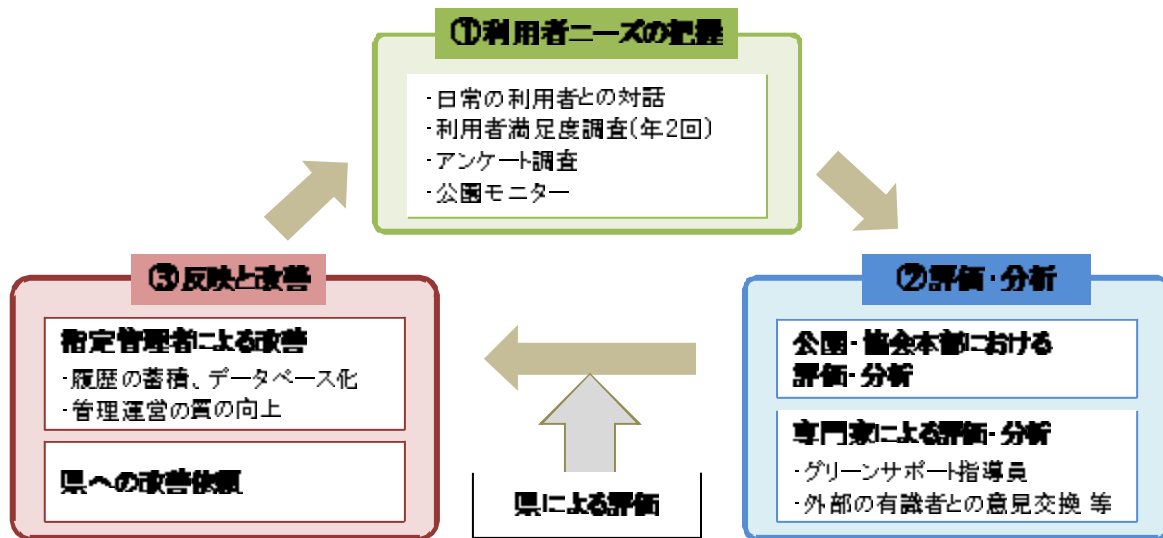 ①利用者ニーズの把握
・日常の利用者との対話
・利用者満足度調査(年2回)
・アンケート調査
・公園モニター
②評価・分析
公園・協会本部における
評価・分析
専門家による評価・分析
・グリーンサポート指導員
・外部の有識者との意見交換 等
③反映と改善
指定管理者による改善
・履歴の蓄積、データベース化
・管理運営の質の向上
県への改善依頼
県による評価